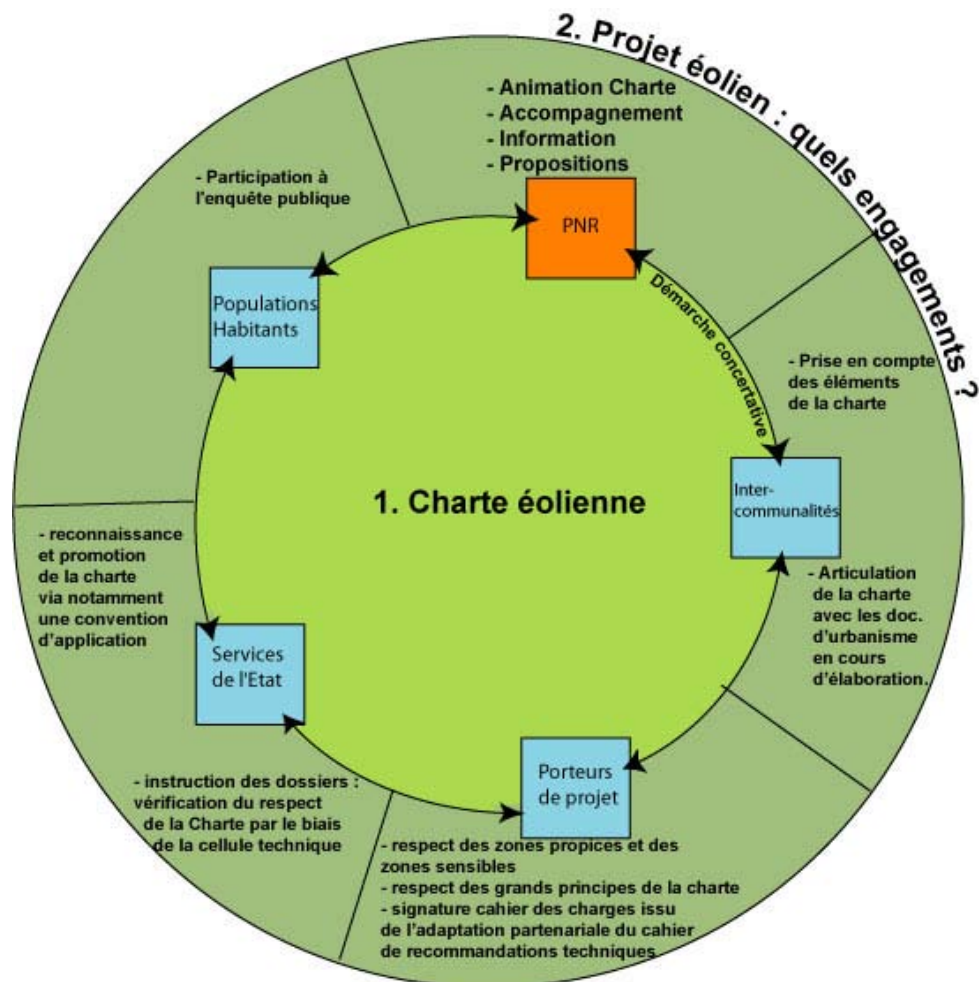 2. Projet éolien : quels engagements ?
- Animation Charte
- Accompagnement
- Information
- Propositions
PNR
- Participation à
l'enquête publique
Populations
Habitants
Démarche concertative
- Prise en compte
des éléments
de la charte
1. Charte éolienne
Inter-
communalités
- reconnaissance
et promotion
de la charte
via notamment
une convention
d'application
- Articulation
de la charte
avec les doc.
d'urbanisme
en cours
d'élaboration.
Services
de l'Etat
Porteurs
de projet
- instruction des dossiers :
vérification du respect
de la Charte par le biais
de la cellule technique
- respect des zones propices et des
zones sensibles
- respect des grands principes de la charte
- signature cahier des charges issu
de l'adaptation partenariale du cahier
de recommandations techniques